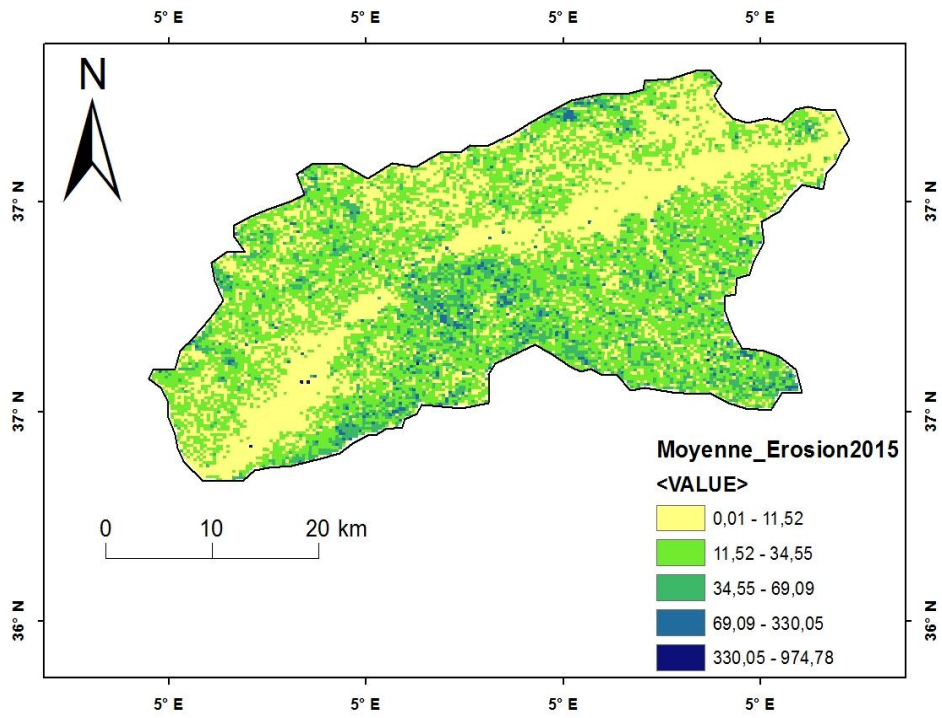 5° E 5° E 5° E 5° E
N
37° N 37° N
37° N 37° N
Moyenne_Erosion2015
<VALUE>
0 10 20 km
0,01 - 11,52
11,52 - 34,55
34,55 - 69,09
69,09 - 330,05
330,05 - 974,78
36° N 36° N
5° E 5° E 5° E 5° E